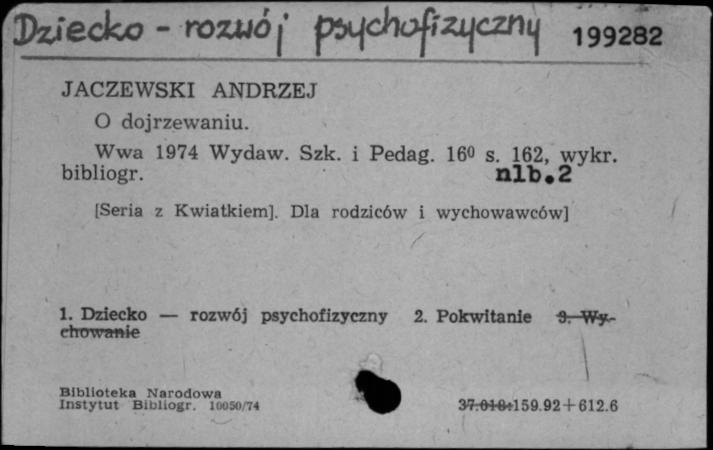 Dziecko - rozwój psychofizyczny 199282
JACZEWSKI ANDRZEJ
O dojrzewaniu.
Wwa 1974 Wydaw. Szk. i Pedag. 16⁰ s. 162, wykr.
bibliogr. nlb.2
[Seria z Kwiatkiem]. Dla rodziców i wychowawców]
1. Dziecko — rozwój psychofizyczny 2. Pokwitanie 3. Wy-
chowanie
Biblioteka Narodowa
Instytut Bibliogr. 10050/74 37.018:159.92+612.6